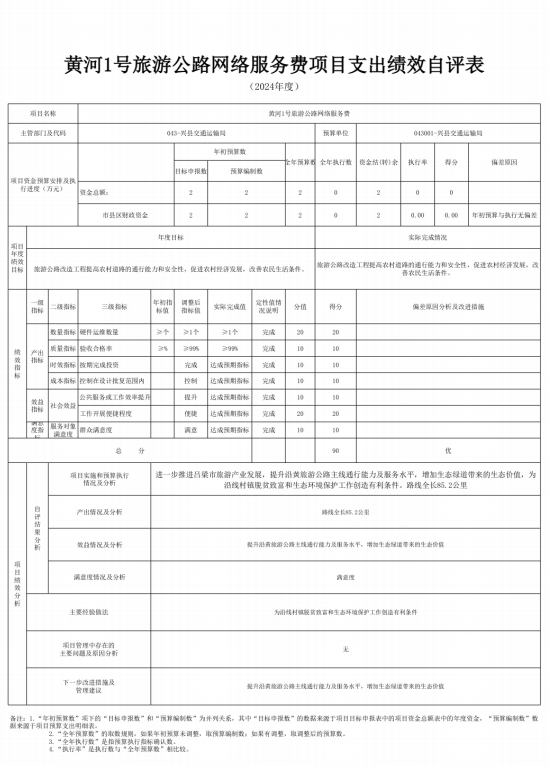 黄河1号旅游公路网络服务费项目支出绩效自评表
（2024年度）
项目名称 黄河1号旅游公路网络服务费
主管部门及代码 043-兴县交通运输局 预算单位 043001-兴县交通运输局
项目资金预算安排及执行进度（万元） 年初预算数 全年预算数 全年执行数 资金结(转)余 执行率 得分 偏差原因
目标申报数 预算编制数
资金总额: 2 2 2 0 2 0 0
市县区财政资金 2 2 2 0 2 0.00 0.00 年初预算与执行无偏差
项目年度绩效目标 年度目标 实际完成情况
旅游公路改造工程提高农村道路的通行能力和安全性，促进农村经济发展，改善农民生活条件。 旅游公路改造工程提高农村道路的通行能力和安全性，促进农村经济发展，改善农民生活条件。
绩效指标 一级指标 二级指标 三级指标 年初指标值 调整后指标值 实际完成值 定性值情况说明 分值 得分 偏差原因分析及改进措施
产出指标 数量指标 硬件运维数量 ≥个 ≥1个 ≥1个 完成 20 20
质量指标 验收合格率 ≥% ≥99% ≥99% 完成 10 10
时效指标 按期完成投资 完成 达成预期指标 完成 10 10
成本指标 控制在设计批复范围内 控制 达成预期指标 完成 10 10
效益指标 社会效益 公共服务或工作效率提升 提升 达成预期指标 完成 10 10
工作开展便捷程度 便捷 达成预期指标 完成 20 20
满意度指标 服务对象满意度 群众满意度 满意 达成预期指标 完成 10 10
总 分 90 优
项目绩效分析 自评结果分析 项目实施和预算执行情况及分析 进一步推进吕梁市旅游产业发展，提升沿黄旅游公路主线通行能力及服务水平，增加生态绿道带来的生态价值，为沿线村镇脱贫致富和生态环境保护工作创造有利条件。路线全长85.2公里
产出情况及分析 路线全长85.2公里
效益情况及分析 提升沿黄旅游公路主线通行能力及服务水平，增加生态绿道带来的生态价值
满意度情况及分析 满意度
主要经验做法 为沿线村镇脱贫致富和生态环境保护工作创造有利条件
项目管理中存在的主要问题及原因分析 无
下一步改进措施及管理建议 提升沿黄旅游公路主线通行能力及服务水平，增加生态绿道带来的生态价值
备注：1.“年初预算数”项下的“目标申报数”和“预算编制数”为并列关系，其中“目标申报数”的数据来源于项目目标申报表中的项目资金总额表中的年度资金，“预算编制数”数
据来源于项目预算支出明细表。
2.“全年预算数”的取数规则，如果年初预算未调整，取预算编制数；如果有调整，取调整后的预算数。
3.“全年执行数”是指预算执行指标确认数。
4.“执行率”是执行数与“全年预算数”相比较。